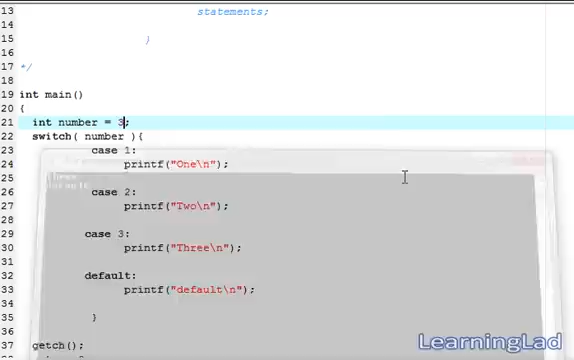 13 statements;
14
15 }
16
17 */
18
19 int main()
20 {
21 int number = 3;
22 switch( number ){
23 case 1:
24 printf("One\n");
25
26 case 2:
27 printf("Two\n");
28
29 case 3:
30 printf("Three\n");
31
32 default:
33 printf("default\n");
34
35 }
36
37 getch();
LearningLad